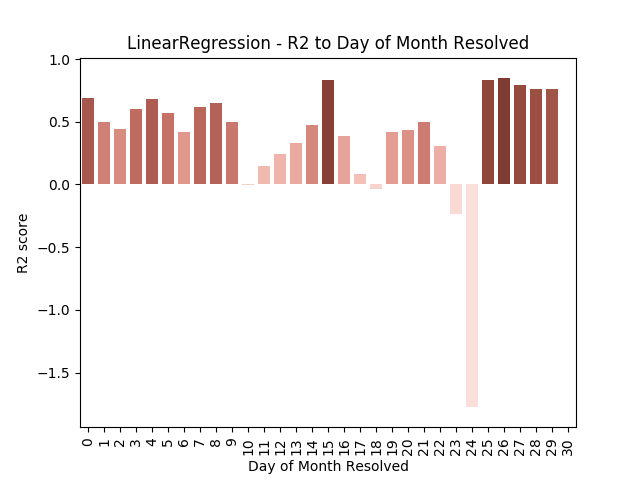 LinearRegression - R2 to Day of Month Resolved
1.0
0.5
0.0
−0.5
−1.0
−1.5
R2 score
0 1 2 3 4 5 6 7 8 9 10 11 12 13 14 15 16 17 18 19 20 21 22 23 24 25 26 27 28 29 30
Day of Month Resolved